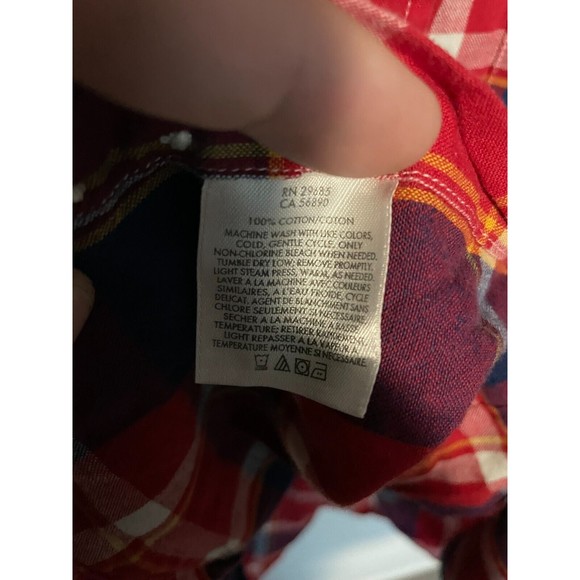 RN 29685
CA 56890
100% COTTON/COTON
MACHINE WASH WITH LIKE COLORS,
COLD, GENTLE CYCLE, ONLY
NON-CHLORINE BLEACH WHEN NEEDED,
TUMBLE DRY LOW; REMOVE PROMPTLY.
LIGHT STEAM PRESS, WARM, AS NEEDED.
LAVER A LA MACHINE AVEC COULEURS
SIMILAIRES, A L'EAU FROIDE, CYCLE
DELICAT. AGENT DE BLANCHIMENT SANS
CHLORE SEULEMENT SI NECESSAIRE.
SECHER A LA MACHINE A BASSE
TEMPERATURE; RETIRER RAPIDEMENT.
LIGHT REPASSER A LA VAPEUR A
TEMPERATURE MOYENNE SI NECESSAIRE.